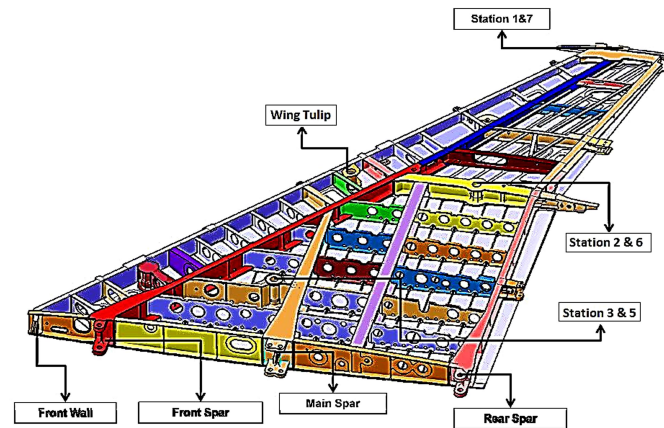 Station 1&7
Wing Tulip
Station 2 & 6
Station 3 & 5
Front Wall
Front Spar
Main Spar
Rear Spar